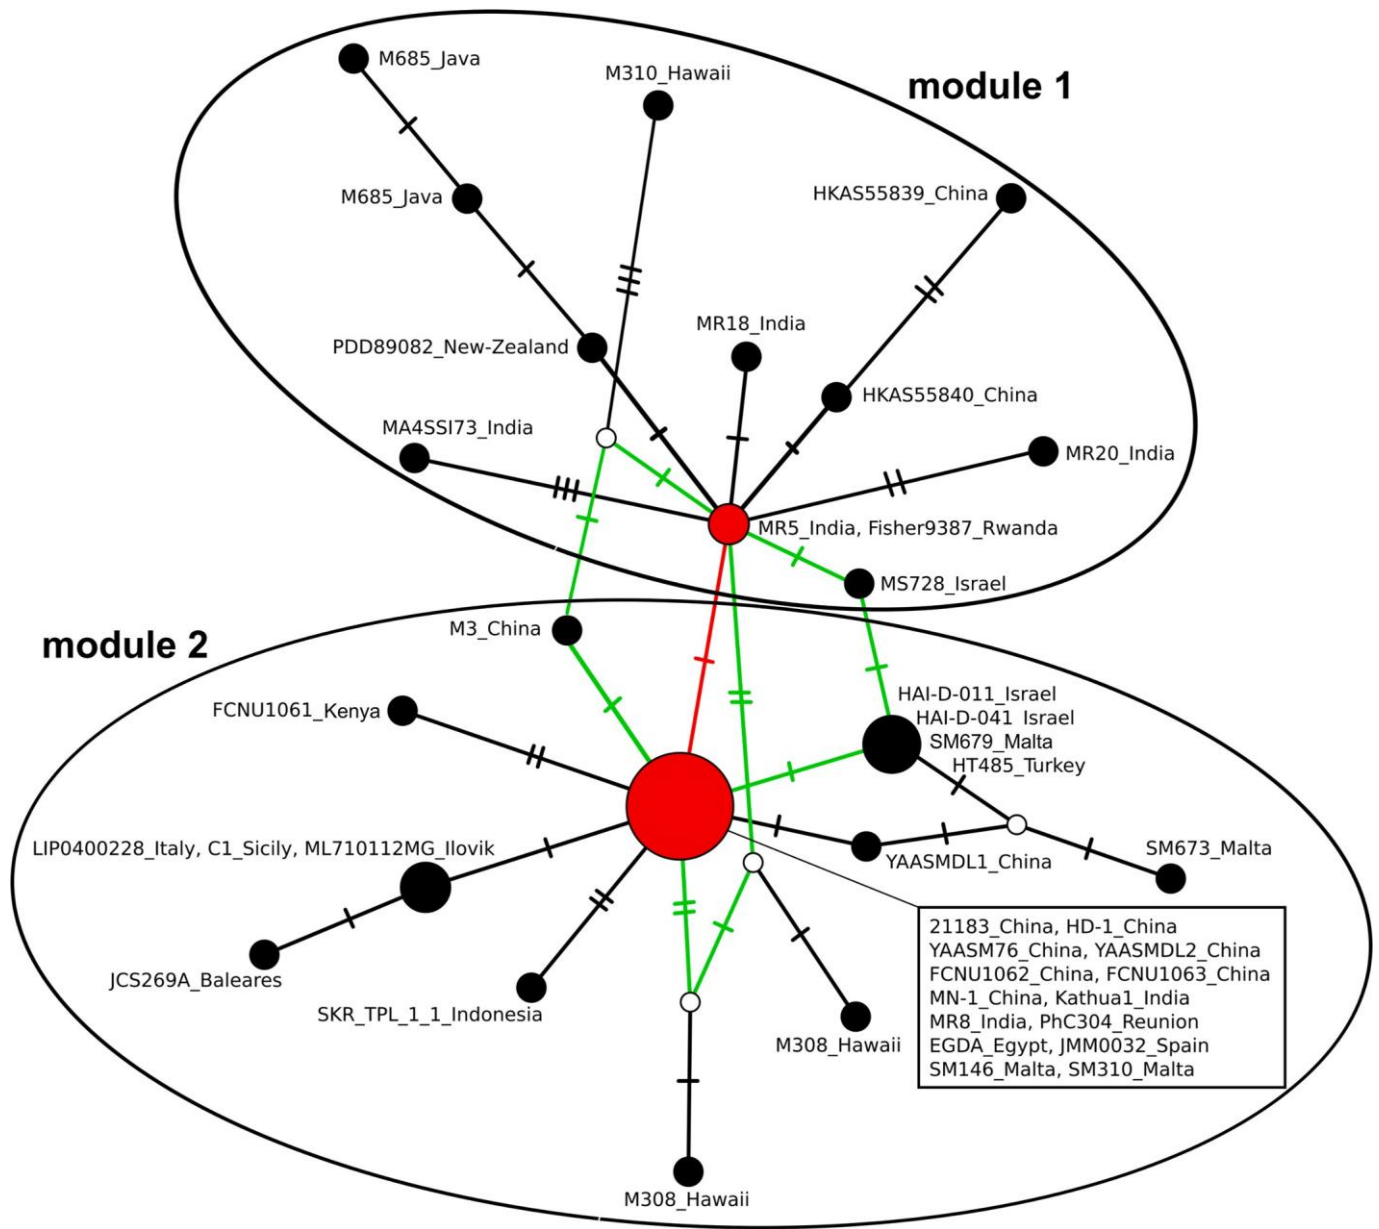 M685_Java
M310_Hawaii
module 1
M685_Java
HKAS55839_China
MR18_India
PDD89082_New-Zealand
HKAS55840_China
MA4SSI73_India
MR20_India
MR5_India, Fisher9387_Rwanda
MS728_Israel
M3_China
module 2
HAI-D-011_Israel
HAI-D-041 Israel
SM679_Malta
HT485_Turkey
FCNU1061_Kenya
LIP0400228_Italy, C1_Sicily, ML710112MG_Ilovik
YAASMDL1_China
SM673_Malta
JCS269A_Baleares
SKR_TPL_1_1_Indonesia
M308_Hawaii
21183_China, HD-1_China
YAASM76_China, YAASMDL2_China
FCNU1062_China, FCNU1063_China
MN-1_China, Kathua1_India
MR8_India, PhC304_Reunion
EGDA_Egypt, JMM0032_Spain
SM146_Malta, SM310_Malta
M308_Hawaii